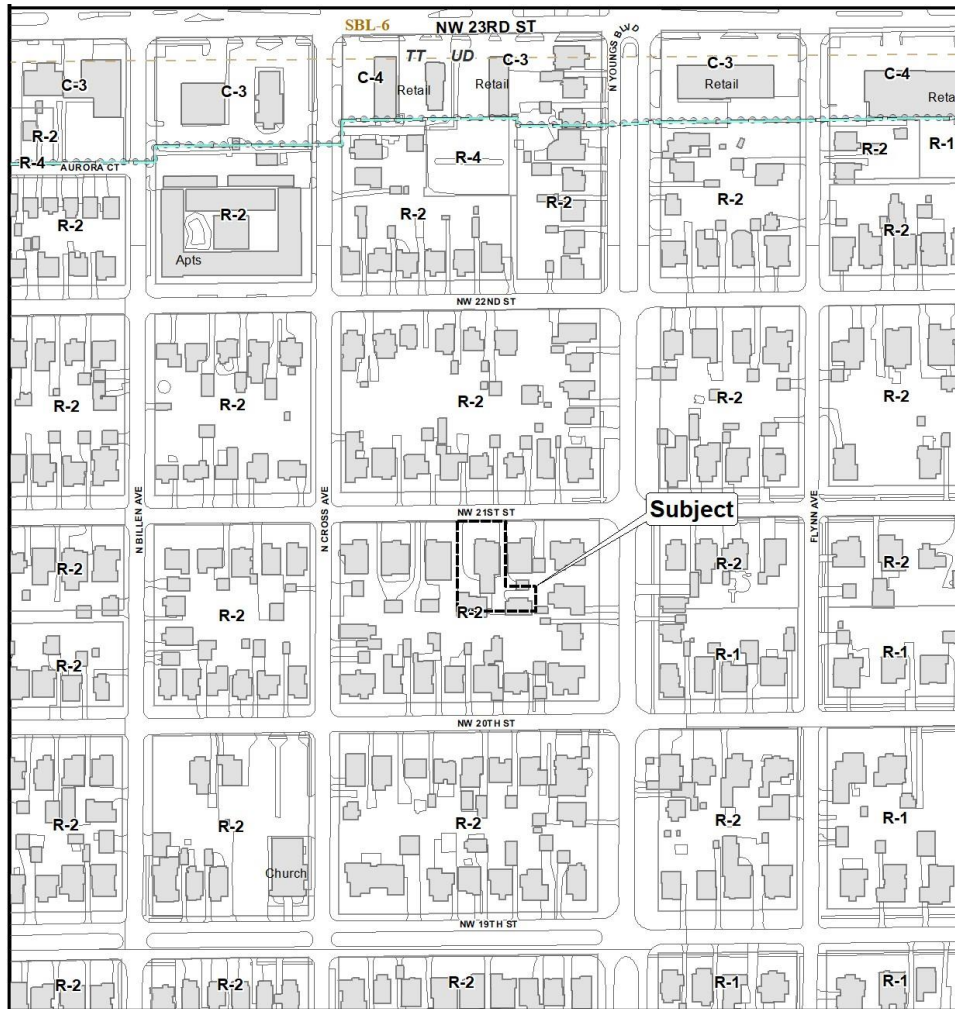 SBL-6
NW 23RD ST
TT
UD
N YOUNGS BLVD
C-3
C-3
C-4
Retail
Retail
C-3
C-3
Retail
C-4
Reta
R-2
R-4
AURORA CT
R-4
R-2
R-1
R-2
R-2
R-2
R-2
R-2
R-2
Apts
NW 22ND ST
R-2
R-2
R-2
R-2
R-2
N BILLEN AVE
N CROSS AVE
FLYNN AVE
NW 21ST ST
Subject
R-2
R-2
R-2
R-2
R-2
R-2
R-1
R-1
NW 20TH ST
R-2
R-2
R-2
R-2
R-1
Church
NW 19TH ST
R-2
R-2
R-2
R-1
R-1